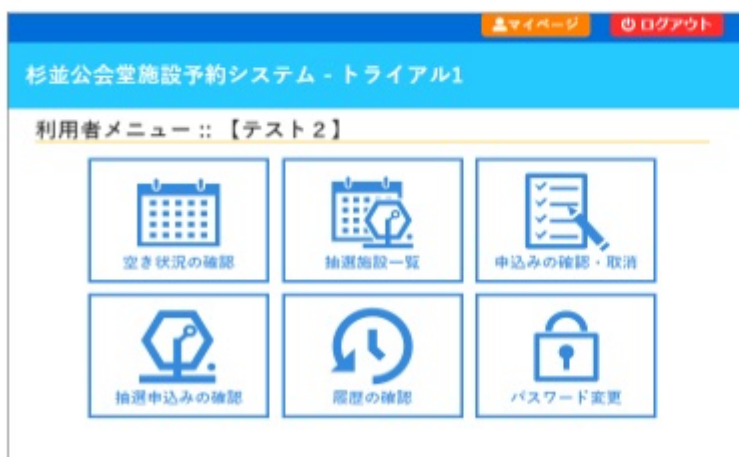 マイページ ログアウト
杉並公会堂施設予約システム - トライアル1
利用者メニュー :: 【テスト2】
空き状況の確認 抽選施設一覧 申込みの確認・取消
抽選申込みの確認 履歴の確認 パスワード変更